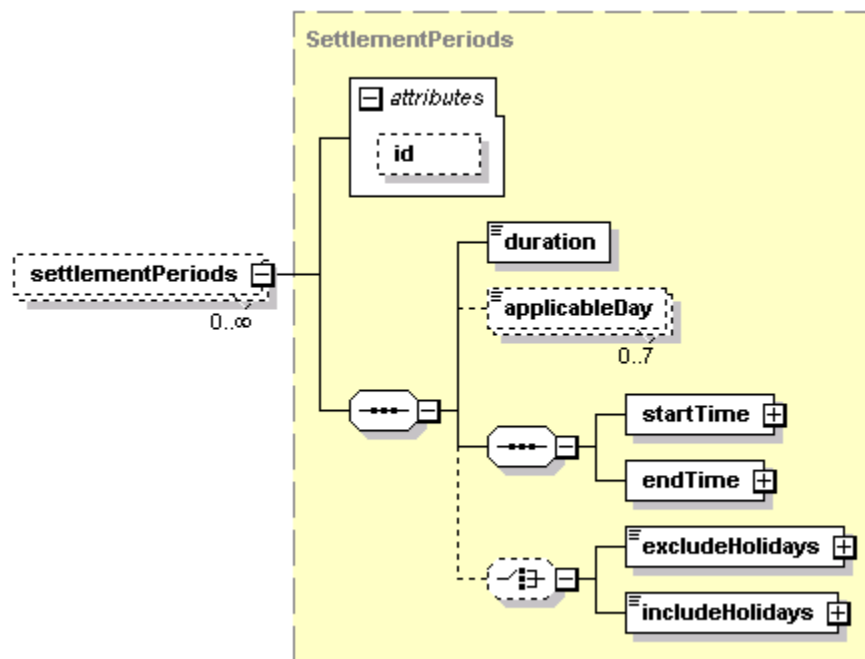 SettlementPeriods
attributes
id
settlementPeriods
0..∞
duration
applicableDay
0..7
startTime
endTime
excludeHolidays
includeHolidays